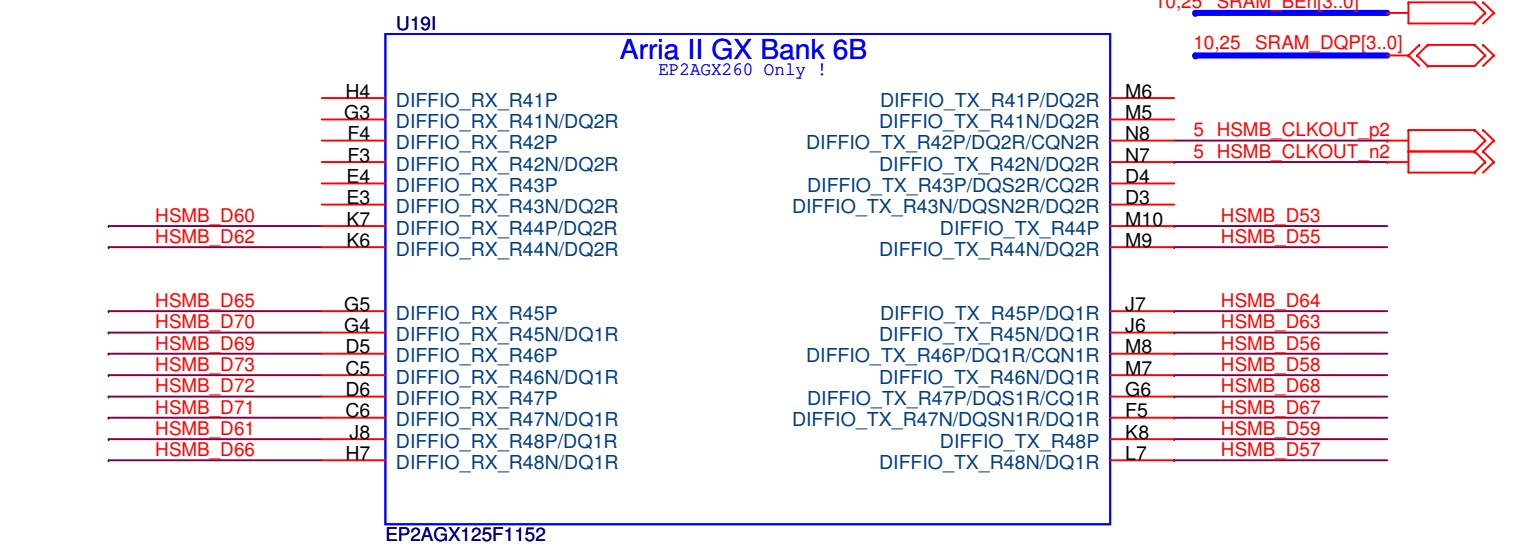 10,25 SRAM_BEn[3..0]
U19I
10,25 SRAM_DQP[3..0]
Arria II GX Bank 6B
EP2AGX260 Only !
H4 DIFFIO_RX_R41P DIFFIO_TX_R41P/DQ2R M6
G3 DIFFIO_RX_R41N/DQ2R DIFFIO_TX_R41N/DQ2R M5
F4 DIFFIO_RX_R42P DIFFIO_TX_R42P/DQ2R/CQN2R N8 5 HSMB_CLKOUT_p2
F3 DIFFIO_RX_R42N/DQ2R DIFFIO_TX_R42N/DQ2R N7 5 HSMB_CLKOUT_n2
E4 DIFFIO_RX_R43P DIFFIO_TX_R43P/DQS2R/CQ2R D4
E3 DIFFIO_RX_R43N/DQ2R DIFFIO_TX_R43N/DQSN2R/DQ2R D3
HSMB_D60 K7 DIFFIO_RX_R44P/DQ2R DIFFIO_TX_R44P M10 HSMB_D53
HSMB_D62 K6 DIFFIO_RX_R44N/DQ2R DIFFIO_TX_R44N/DQ2R M9 HSMB_D55
HSMB_D65 G5 DIFFIO_RX_R45P DIFFIO_TX_R45P/DQ1R J7 HSMB_D64
HSMB_D70 G4 DIFFIO_RX_R45N/DQ1R DIFFIO_TX_R45N/DQ1R J6 HSMB_D63
HSMB_D69 D5 DIFFIO_RX_R46P DIFFIO_TX_R46P/DQ1R/CQN1R M8 HSMB_D56
HSMB_D73 C5 DIFFIO_RX_R46N/DQ1R DIFFIO_TX_R46N/DQ1R M7 HSMB_D58
HSMB_D72 D6 DIFFIO_RX_R47P DIFFIO_TX_R47P/DQS1R/CQ1R G6 HSMB_D68
HSMB_D71 C6 DIFFIO_RX_R47N/DQ1R DIFFIO_TX_R47N/DQSN1R/DQ1R F5 HSMB_D67
HSMB_D61 J8 DIFFIO_RX_R48P/DQ1R DIFFIO_TX_R48P K8 HSMB_D59
HSMB_D66 H7 DIFFIO_RX_R48N/DQ1R DIFFIO_TX_R48N/DQ1R L7 HSMB_D57
EP2AGX125F1152